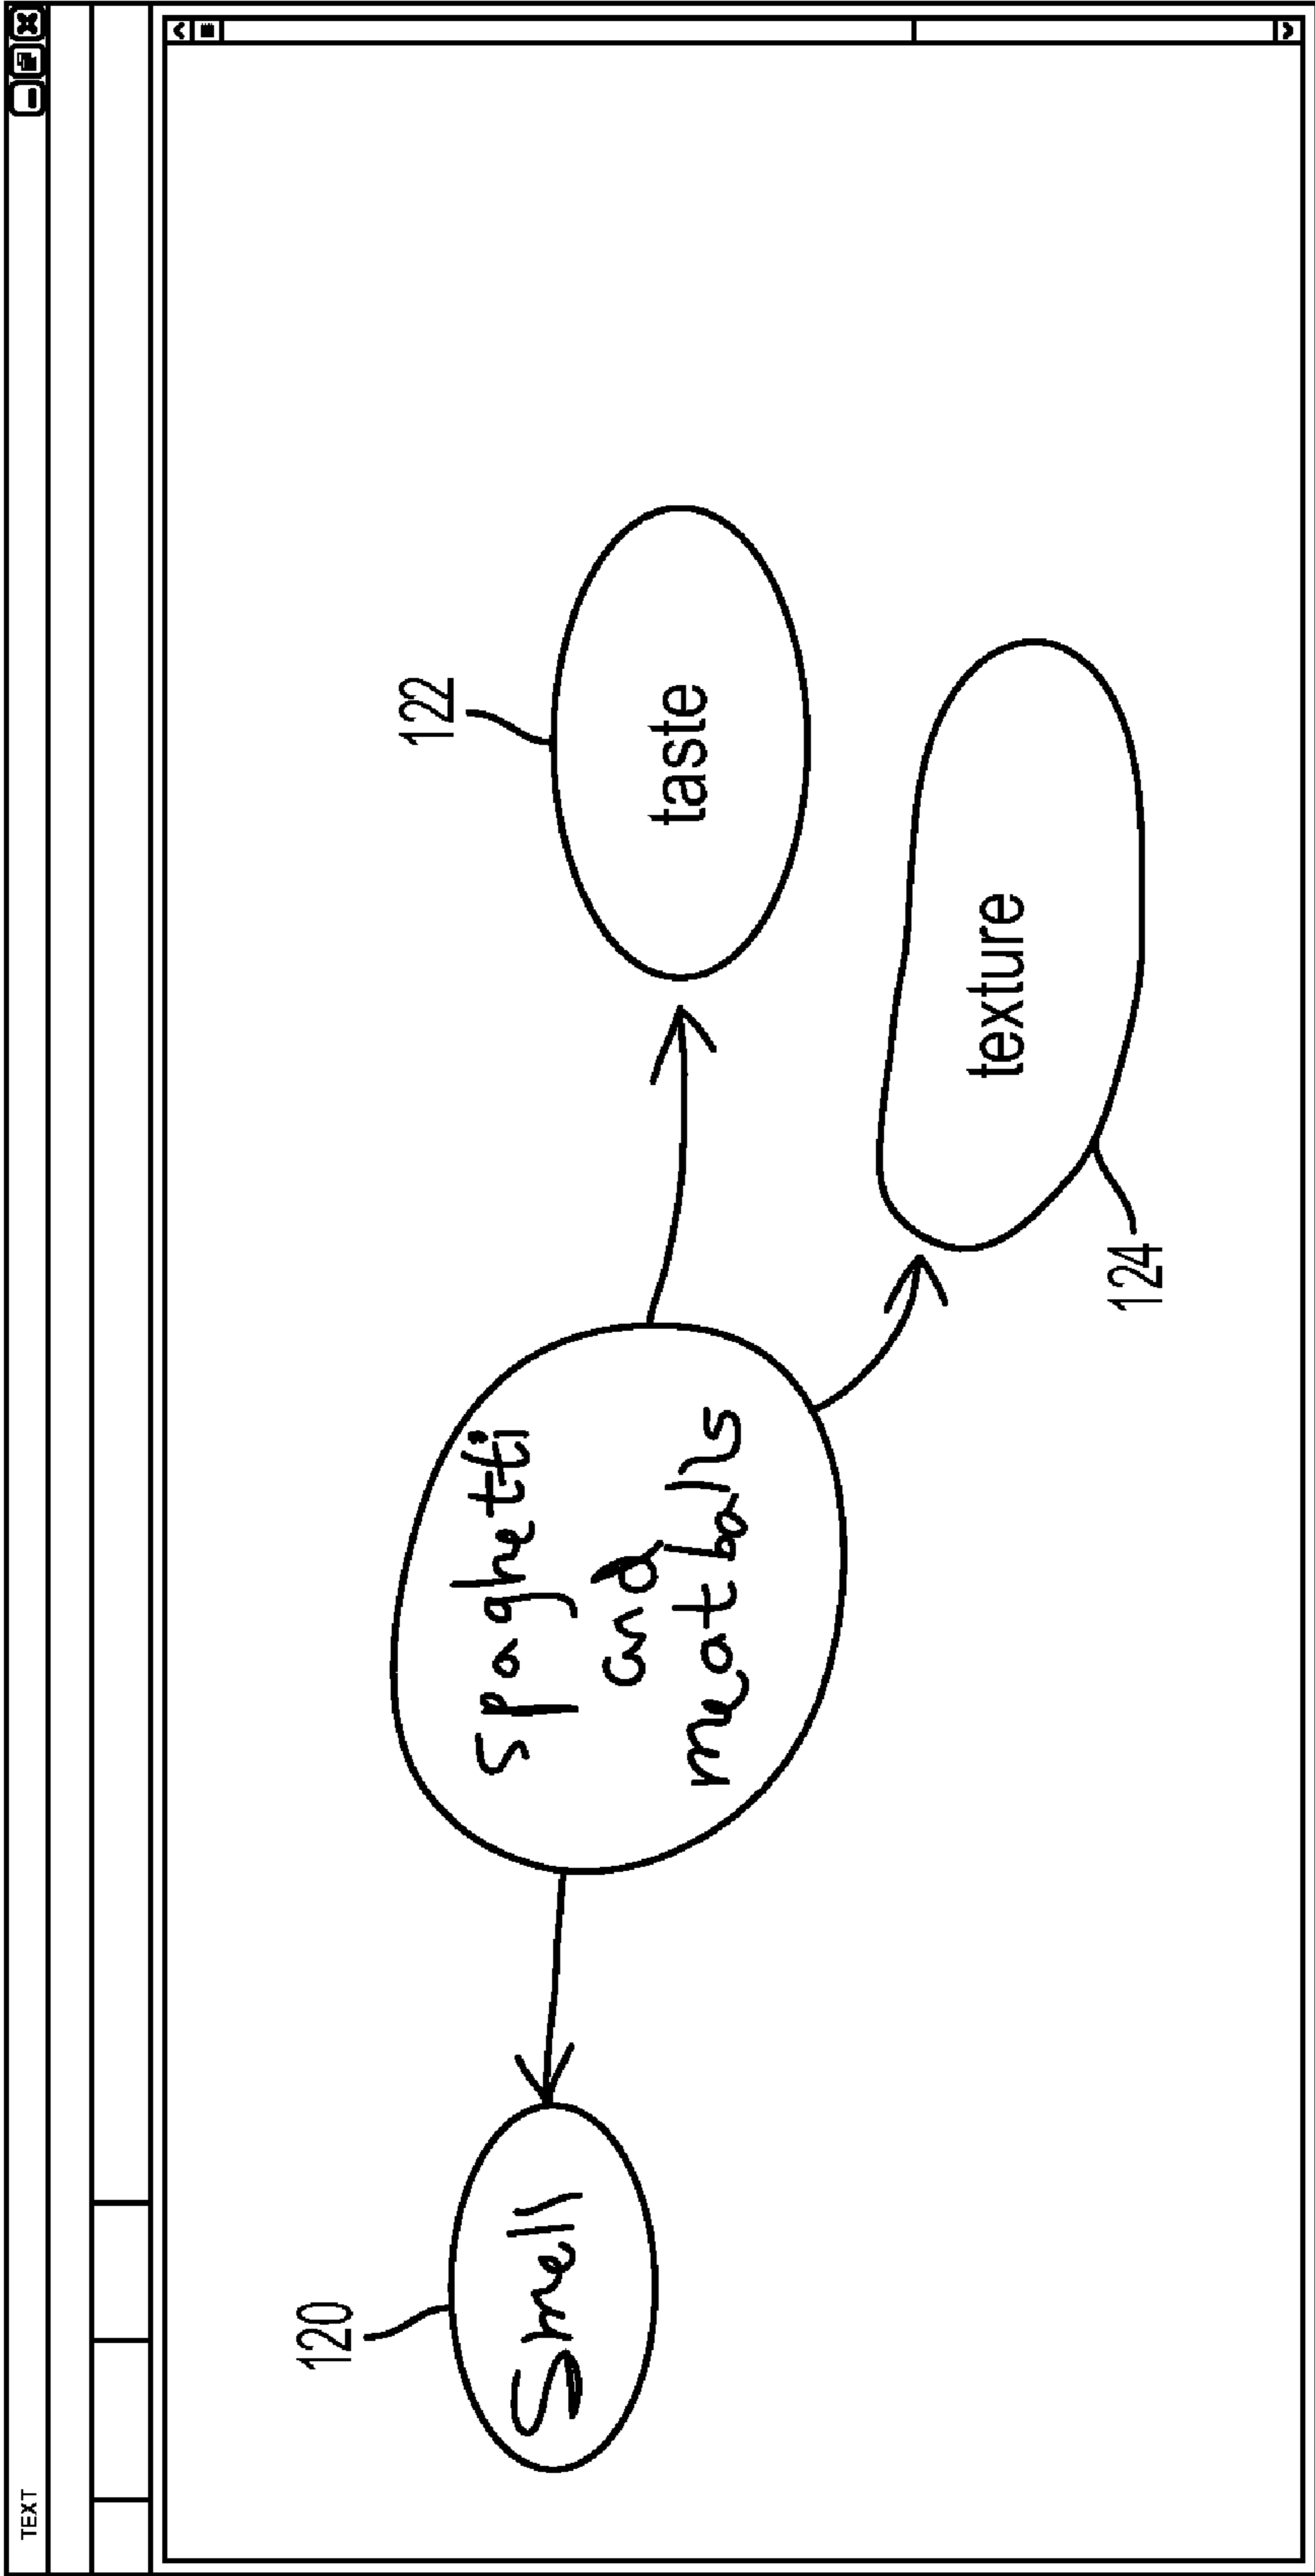 TEXT
120
Smell
spaghetti
and
meatballs
122
taste
texture
124